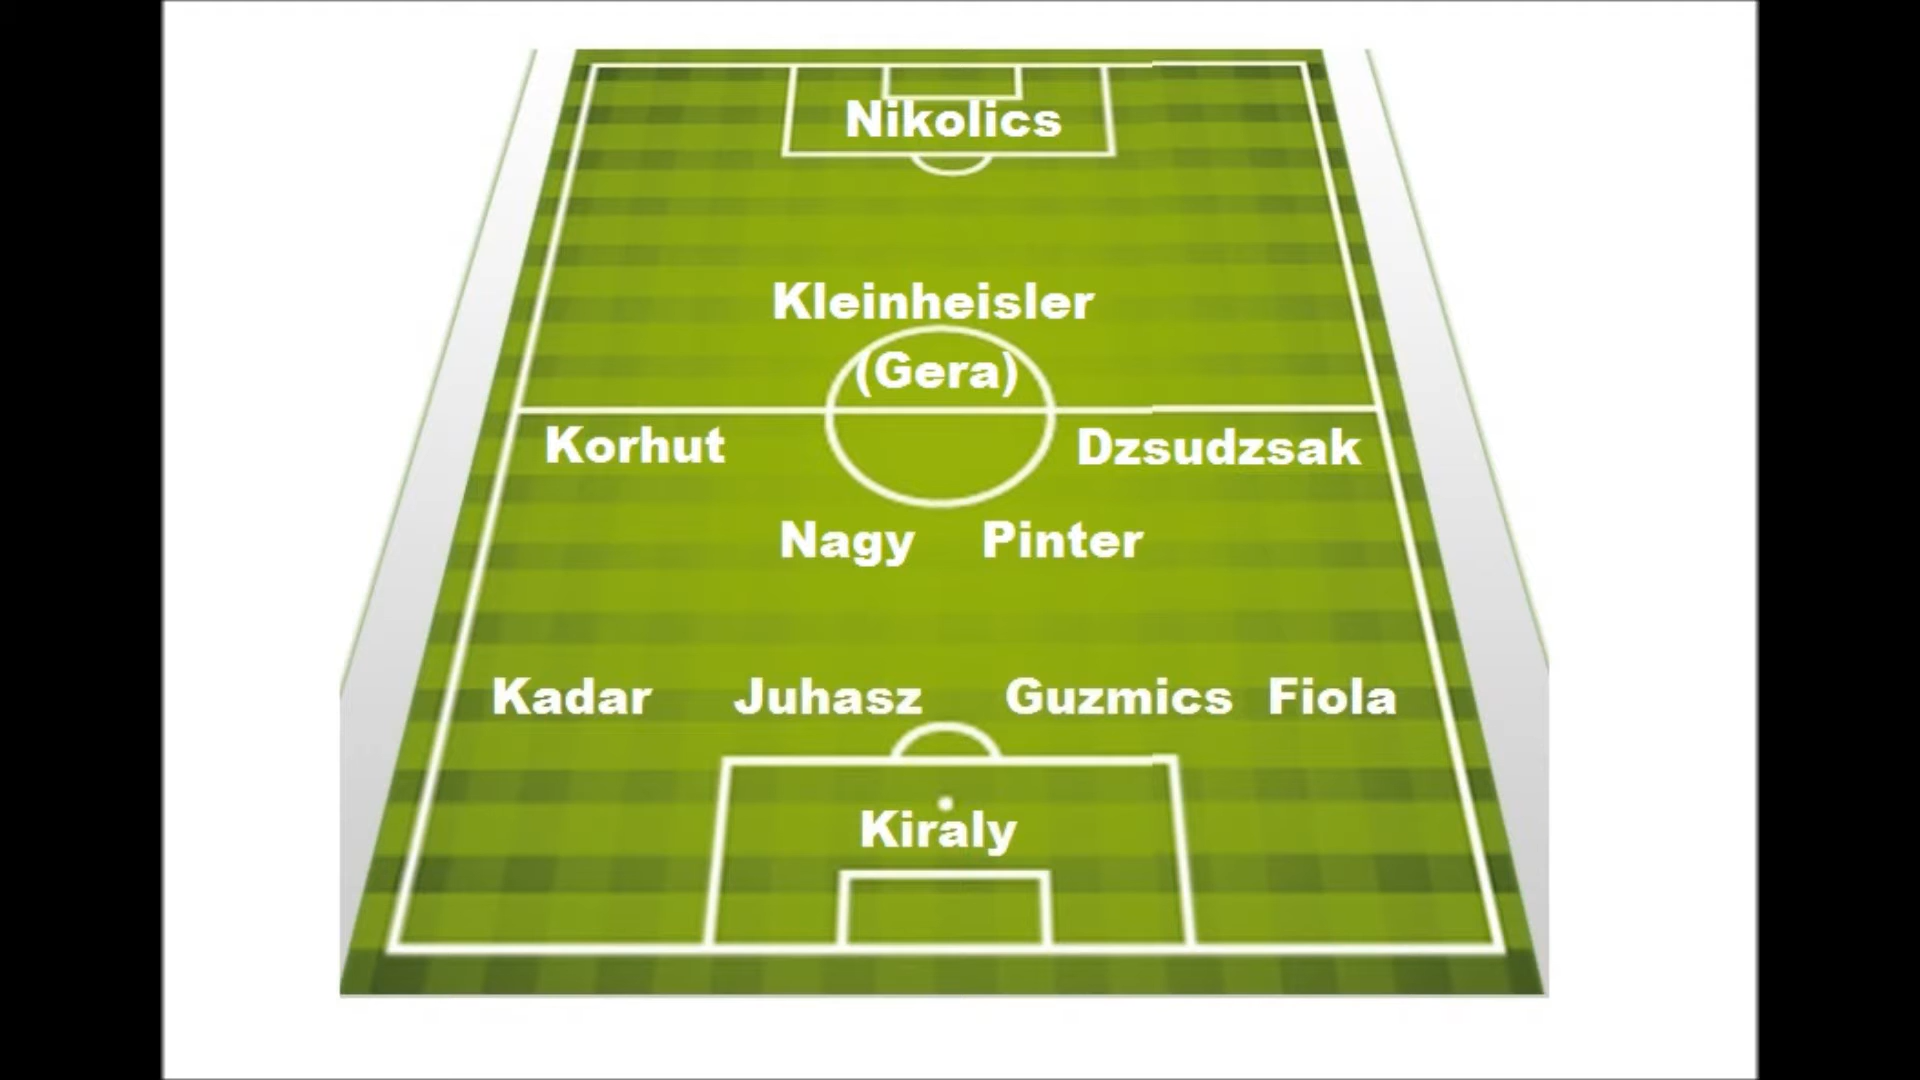 Nikolics
Kleinheisler
(Gera)
Korhut Dzsudzsak
Nagy Pinter
Kadar Juhasz Guzmics Fiola
Kiraly